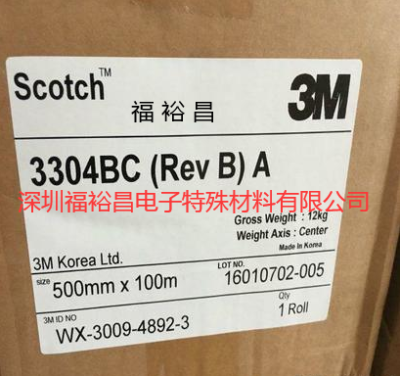 Scotch™
福裕昌
3M
3304BC (Rev B) A
深圳福裕昌电子特殊材料有限公司
Gross Weight : 12kg
Weight Axis : Center
Made In Korea
3M Korea Ltd.
SIZE 500mm x 100m
LOT NO. 16010702-005
3M ID NO
WX-3009-4892-3
Qty
1 Roll